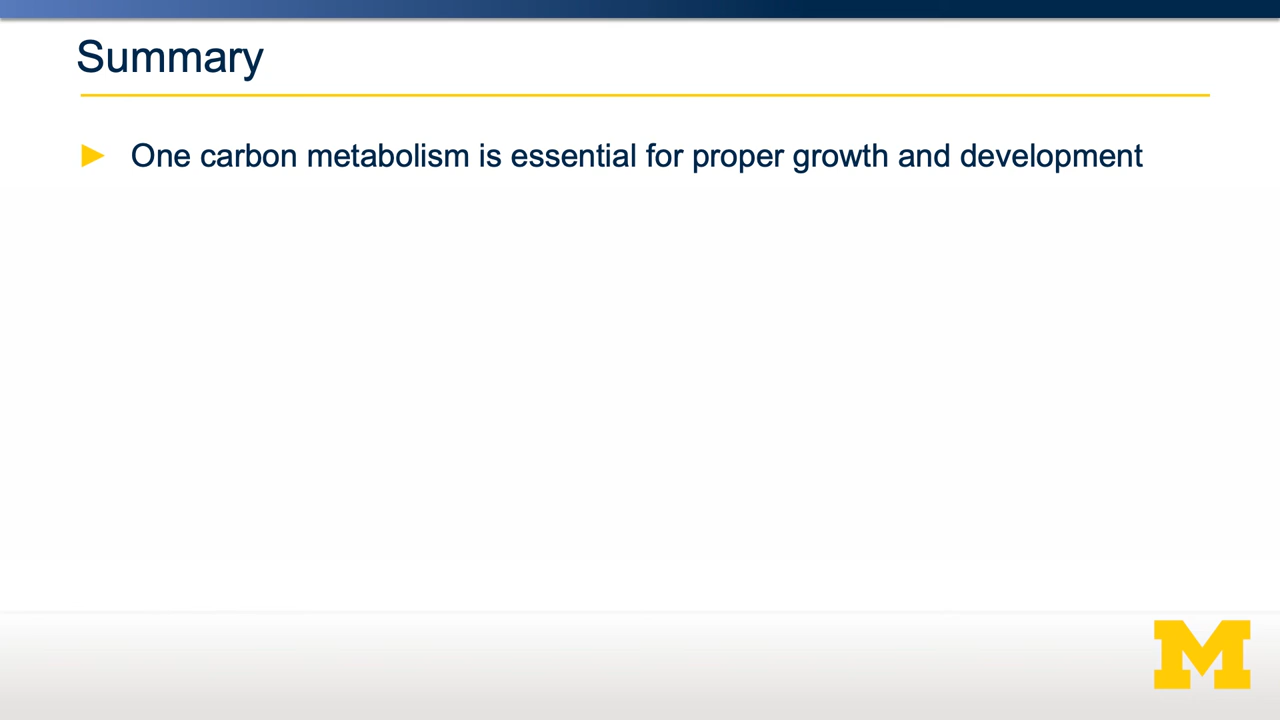 Summary
One carbon metabolism is essential for proper growth and development
M